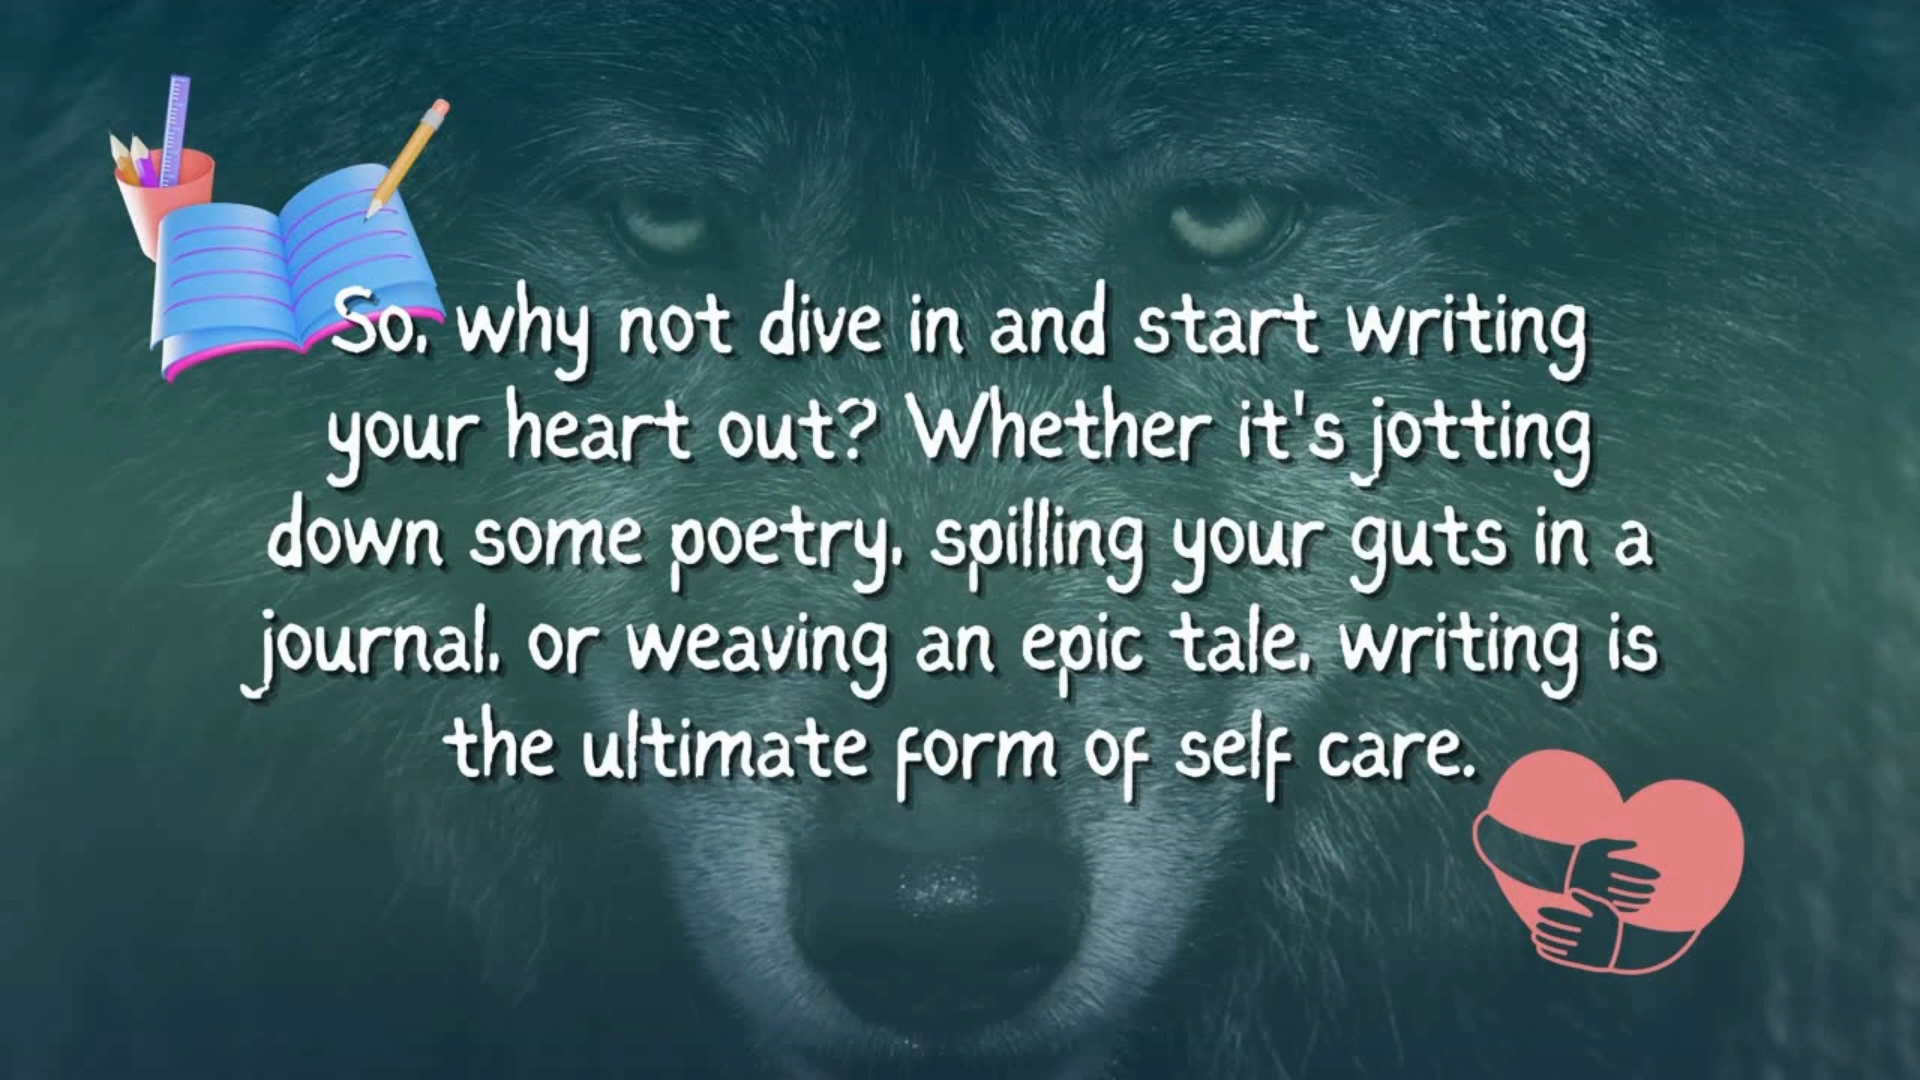 So, why not dive in and start writing
your heart out? Whether it's jotting
down some poetry, spilling your guts in a
journal, or weaving an epic tale, writing is
the ultimate form of self care.